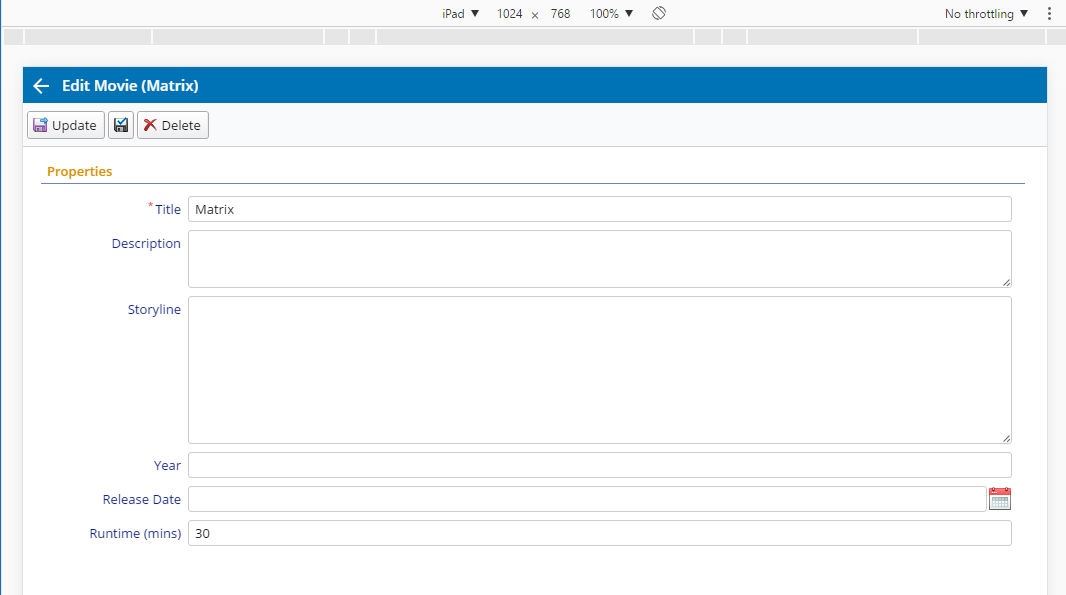 iPad ▼ 1024 x 768 100% ▼ No throttling ▼
Edit Movie (Matrix)
Update Delete
Properties
*Title Matrix
Description
Storyline
Year
Release Date
Runtime (mins) 30